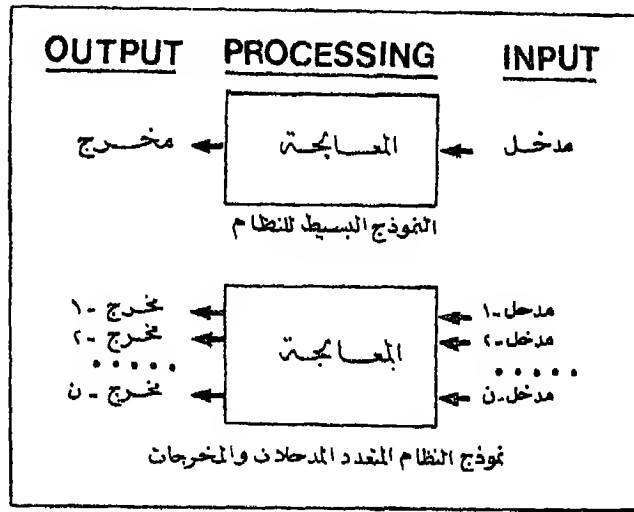 OUTPUT PROCESSING INPUT
مدخل المعالجة مخرج
النموذج البسيط للنظام
مدخل-١ مخرج -١
مدخل-٢ المعالجة مخرج -٢
..... .....
مدخل-ن مخرج -ن
نموذج النظام المتعدد المدخلات والمخرجات